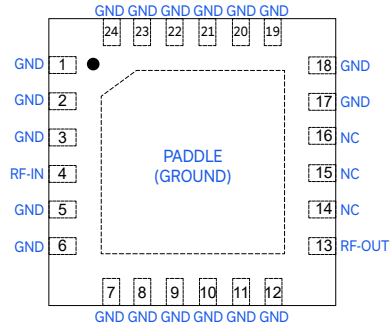 GND GND GND GND GND GND
24 23 22 21 20 19
GND 1 18 GND
GND 2 17 GND
GND 3 16 NC
RF-IN 4 15 NC
GND 5 14 NC
GND 6 13 RF-OUT
PADDLE
(GROUND)
7 8 9 10 11 12
GND GND GND GND GND GND